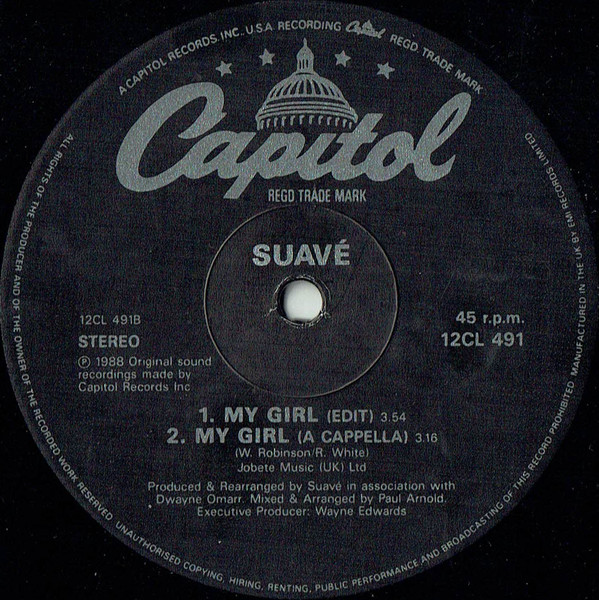 A CAPITOL RECORDS INC. U.S.A RECORDING Capitol REGD TRADE MARK
Capitol
REGD TRADE MARK
SUAVÉ
12CL 491B
STEREO
Ⓟ 1988 Original sound
recordings made by
Capitol Records Inc
45 r.p.m.
12CL 491
1. MY GIRL (EDIT) 3.54
2. MY GIRL (A CAPPELLA) 3.16
(W. Robinson/R. White)
Jobete Music (UK) Ltd
Produced & Rearranged by Suavé in association with
Dwayne Omarr. Mixed & Arranged by Paul Arnold.
Executive Producer: Wayne Edwards
ALL RIGHTS OF THE PRODUCER AND OF THE OWNER OF THE RECORDED WORK RESERVED. UNAUTHORISED COPYING, HIRING, RENTING, PUBLIC PERFORMANCE AND BROADCASTING OF THIS RECORD PROHIBITED. MANUFACTURED IN THE UK BY EMI RECORDS LIMITED